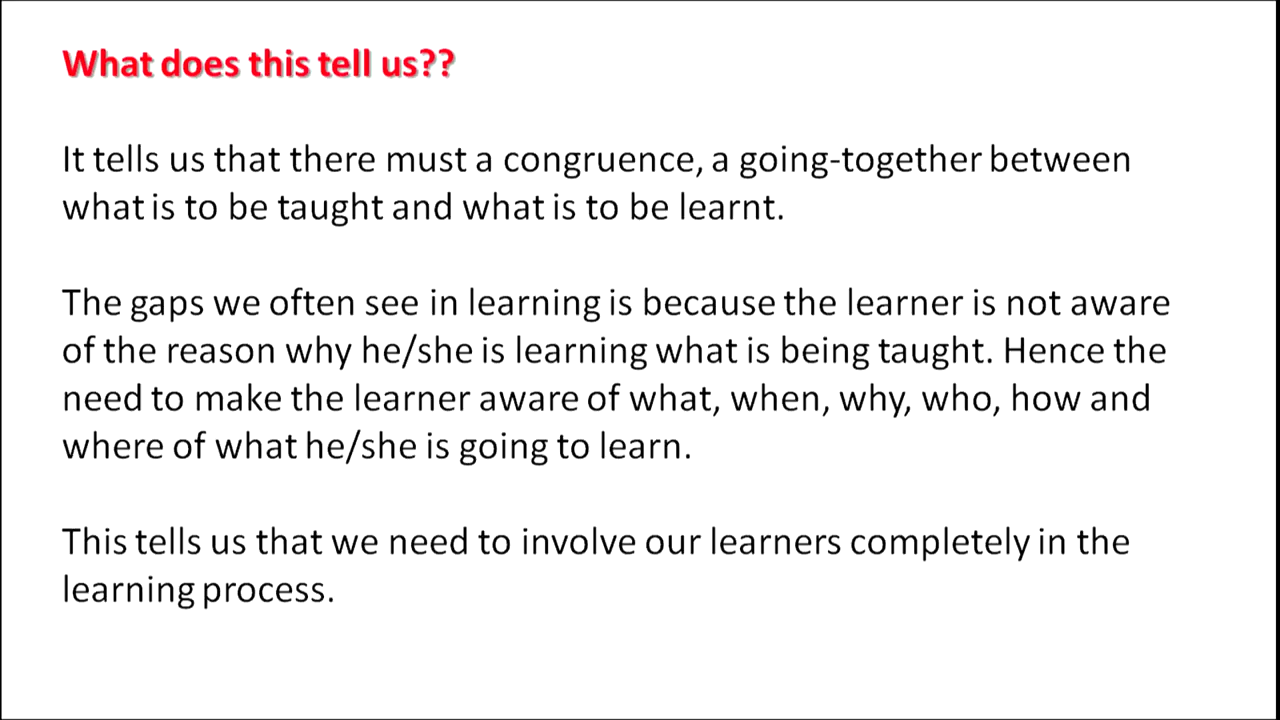 What does this tell us??
It tells us that there must a congruence, a going-together between
what is to be taught and what is to be learnt.
The gaps we often see in learning is because the learner is not aware
of the reason why he/she is learning what is being taught. Hence the
need to make the learner aware of what, when, why, who, how and
where of what he/she is going to learn.
This tells us that we need to involve our learners completely in the
learning process.